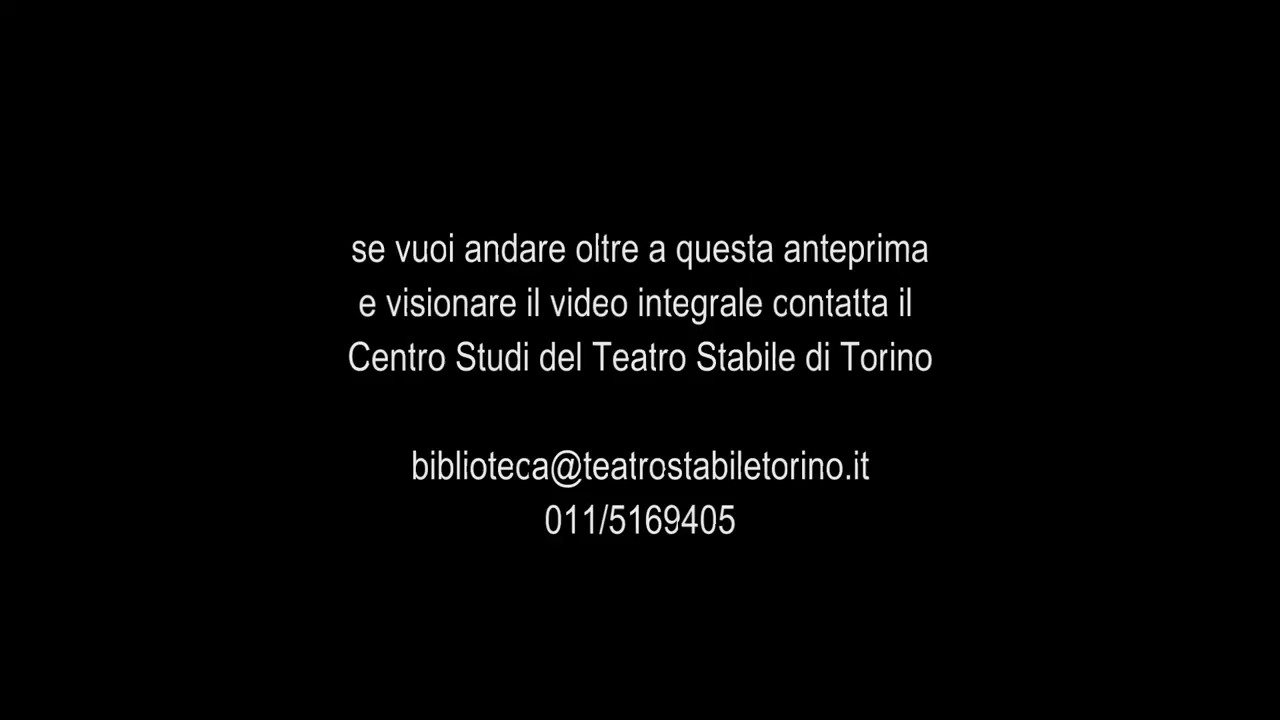 se vuoi andare oltre a questa anteprima
e visionare il video integrale contatta il
Centro Studi del Teatro Stabile di Torino
biblioteca@teatrostabiletorino.it
011/5169405